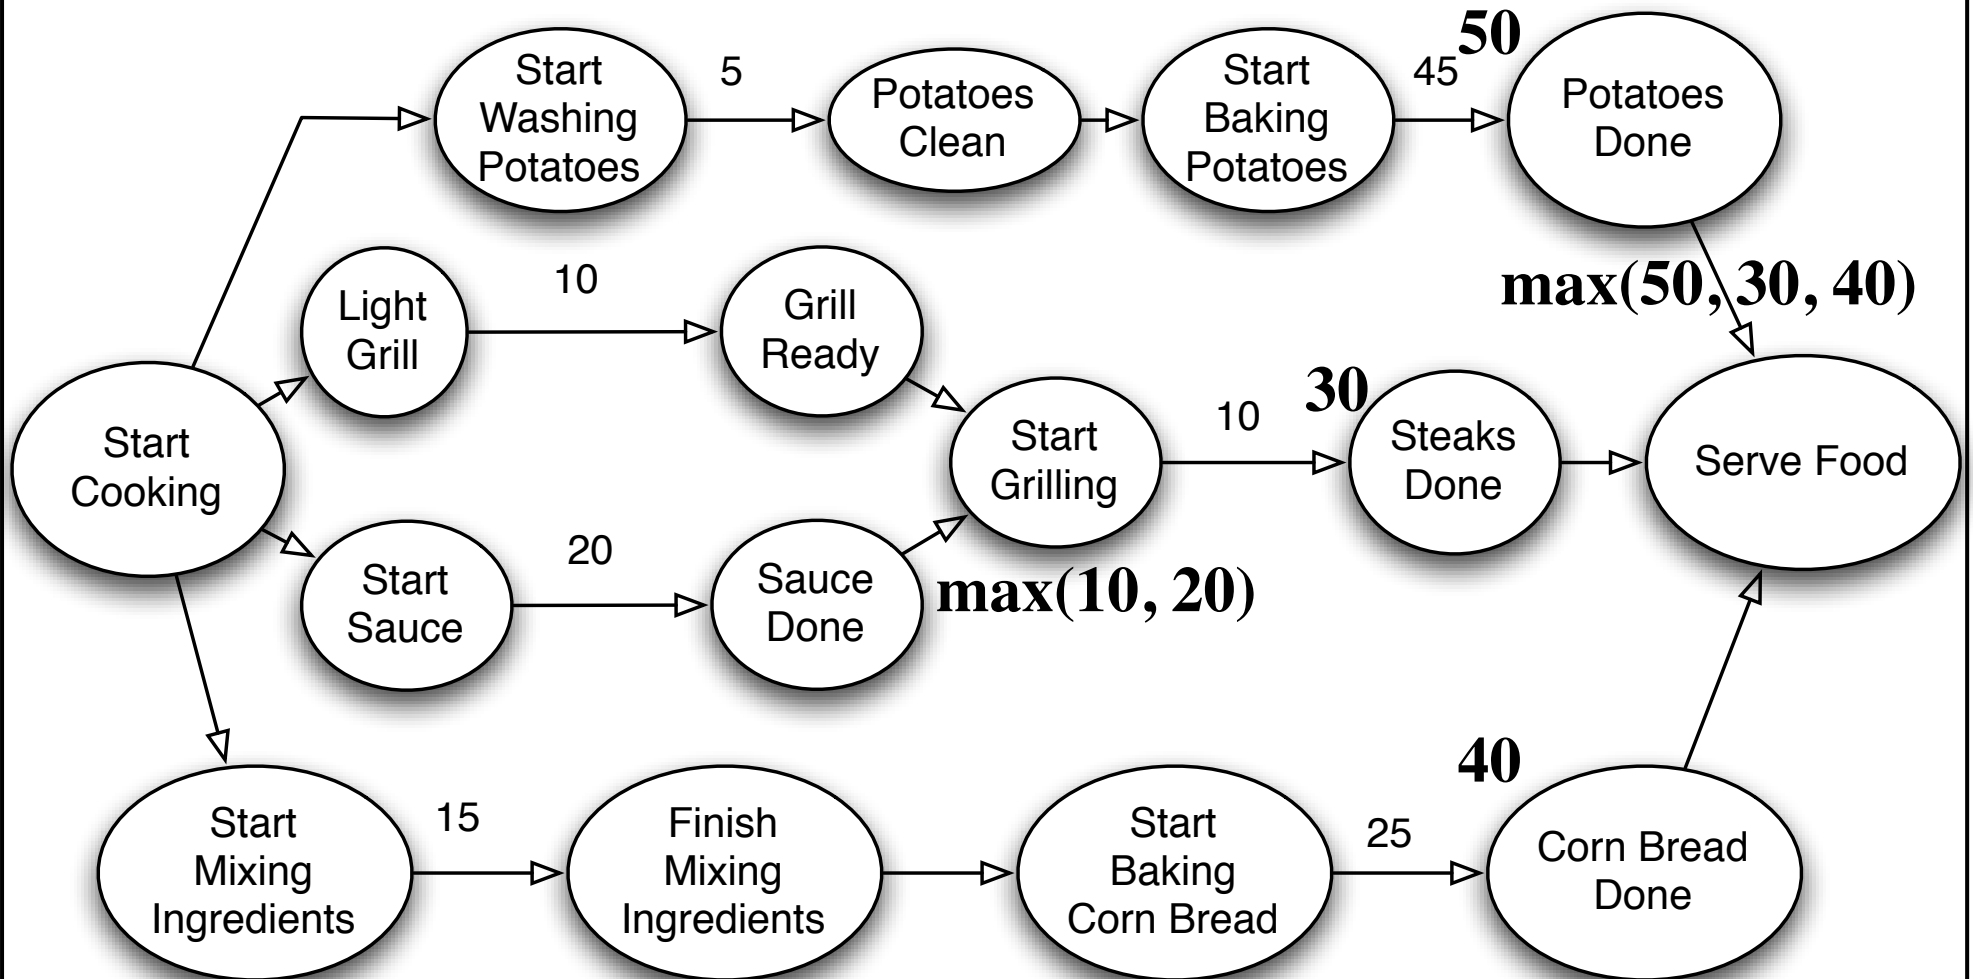 50
Start
Washing
Potatoes
5
Potatoes
Clean
Start
Baking
Potatoes
45
Potatoes
Done
max(50, 30, 40)
Light
Grill
10
Grill
Ready
Start
Cooking
Start
Grilling
10
30
Steaks
Done
Serve Food
Start
Sauce
20
Sauce
Done
max(10, 20)
Start
Mixing
Ingredients
15
Finish
Mixing
Ingredients
Start
Baking
Corn Bread
25
40
Corn Bread
Done